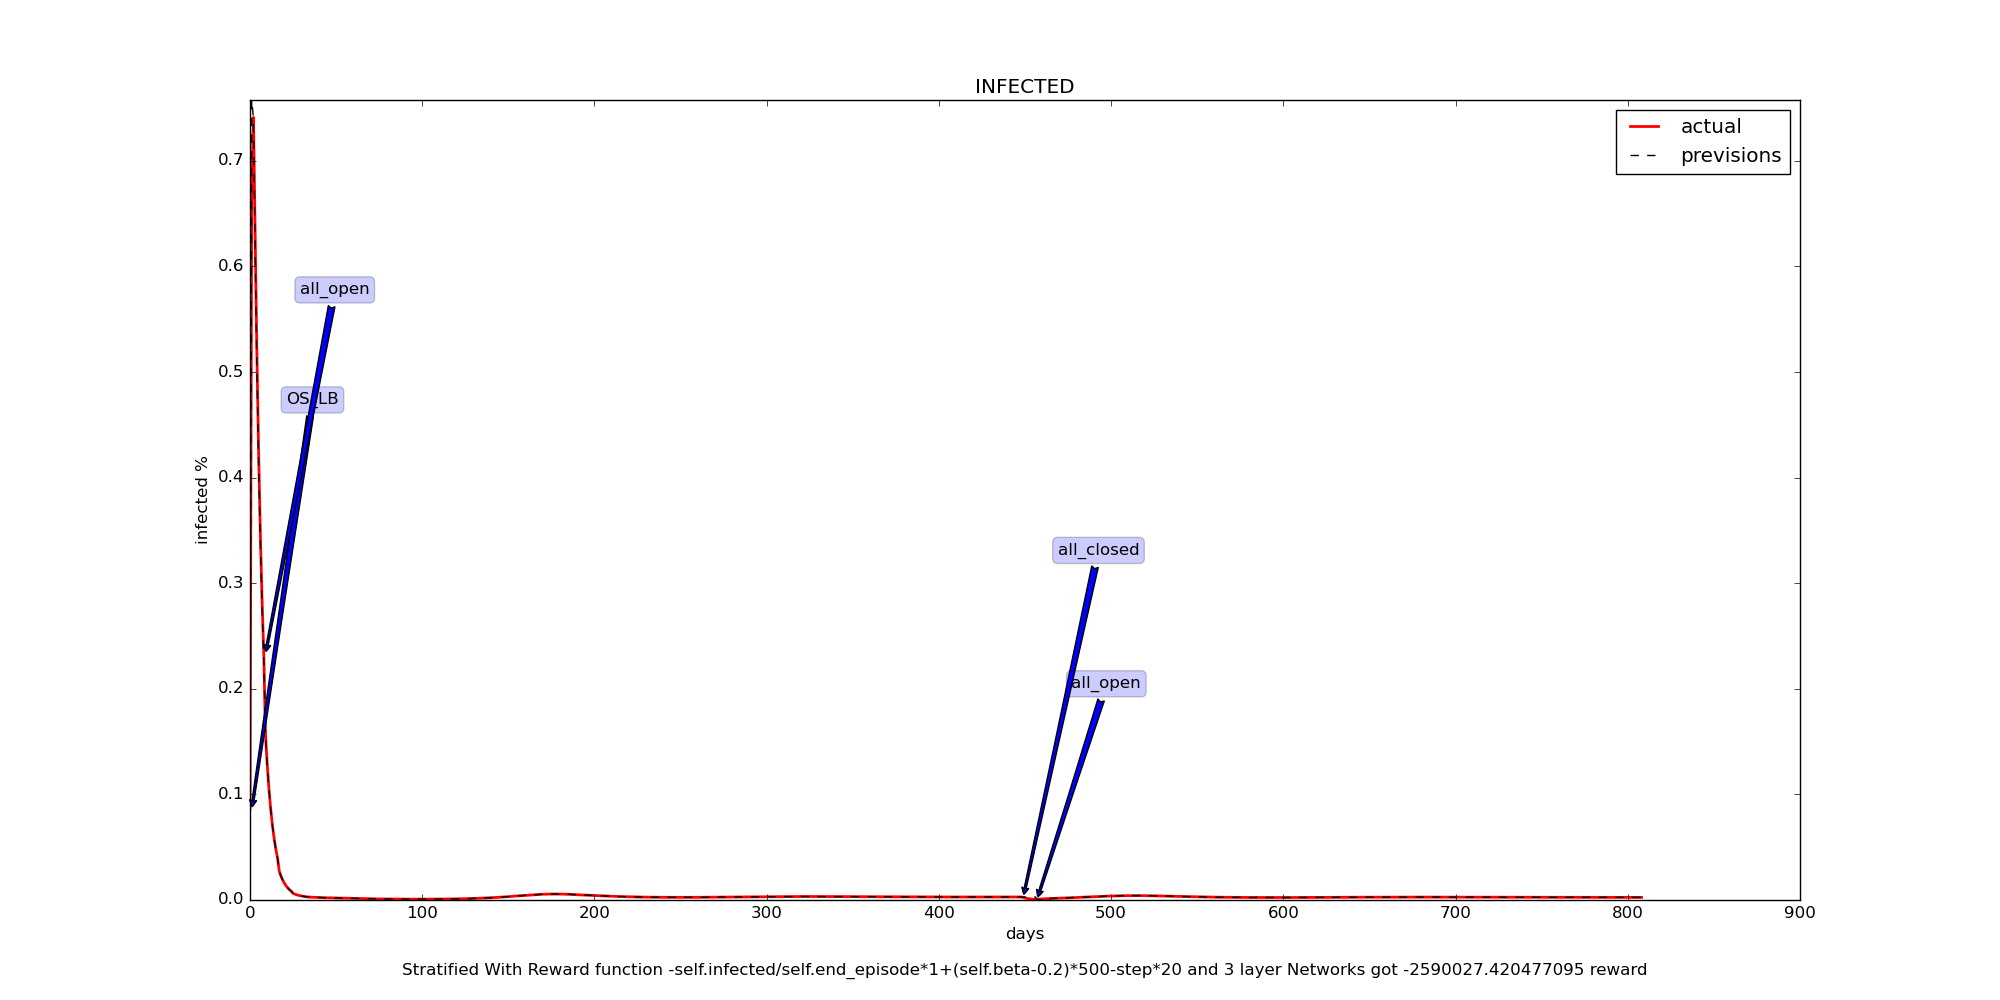 INFECTED
actual
previsions
0.7
0.6
0.5
0.4
0.3
0.2
0.1
0.0
infected %
all_open
OS_LB
all_closed
all_open
0 100 200 300 400 500 600 700 800 900
days
Stratified With Reward function -self.infected/self.end_episode*1+(self.beta-0.2)*500-step*20 and 3 layer Networks got -2590027.420477095 reward